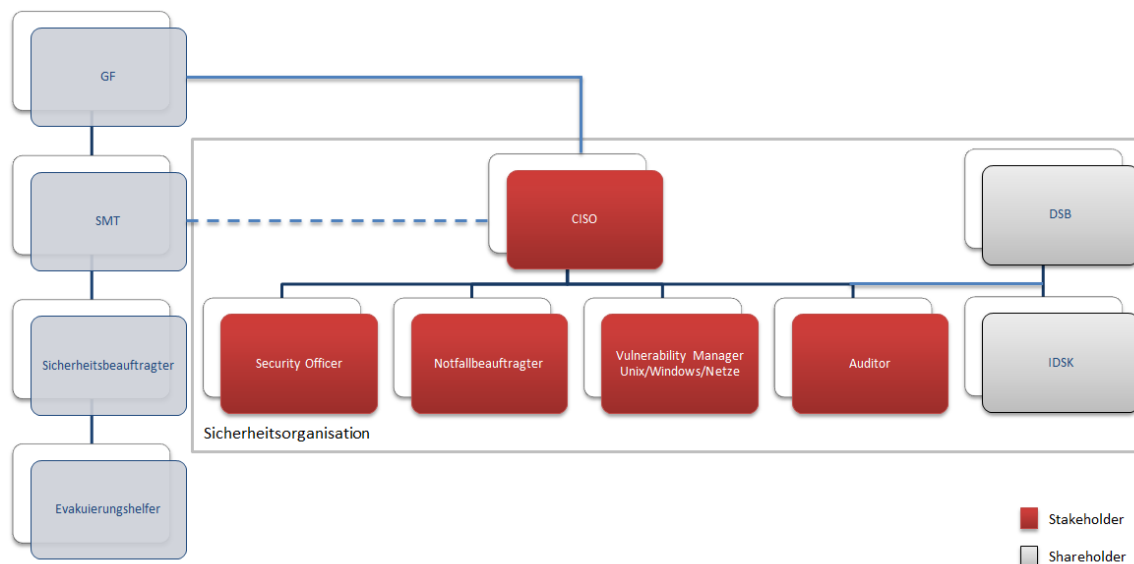 GF
SMT
CISO
DSB
Sicherheitsbeauftragter
Security Officer
Notfallbeauftragter
Vulnerability Manager
Unix/Windows/Netze
Auditor
IDSK
Sicherheitsorganisation
Evakuierungshelfer
Stakeholder
Shareholder